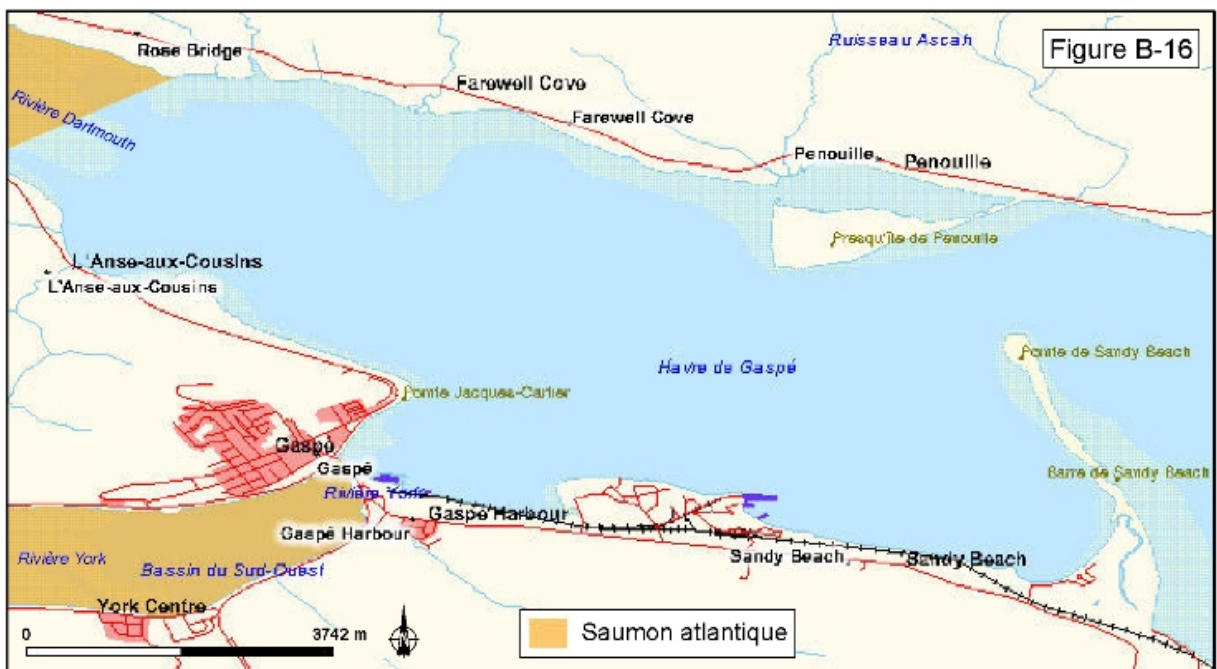 Figure B-16
Ruisseau Ascah
Rose Bridge
Farewell Cove
Farewell Cove
Rivière Dartmouth
Penouille
Penouille
Presqu'île de Penouille
L'Anse-aux-Cousins
L'Anse-aux-Cousins
Pointe de Sandy Beach
Havre de Gaspé
Pointe Jacques-Cartier
Gaspé
Gaspé
Barre de Sandy Beach
Rivière York
Gaspé Harbour
Gaspé Harbour
Sandy Beach
Sandy Beach
Rivière York
Bassin du Sud-Ouest
York Centre
0
3742 m
N
Saumon atlantique